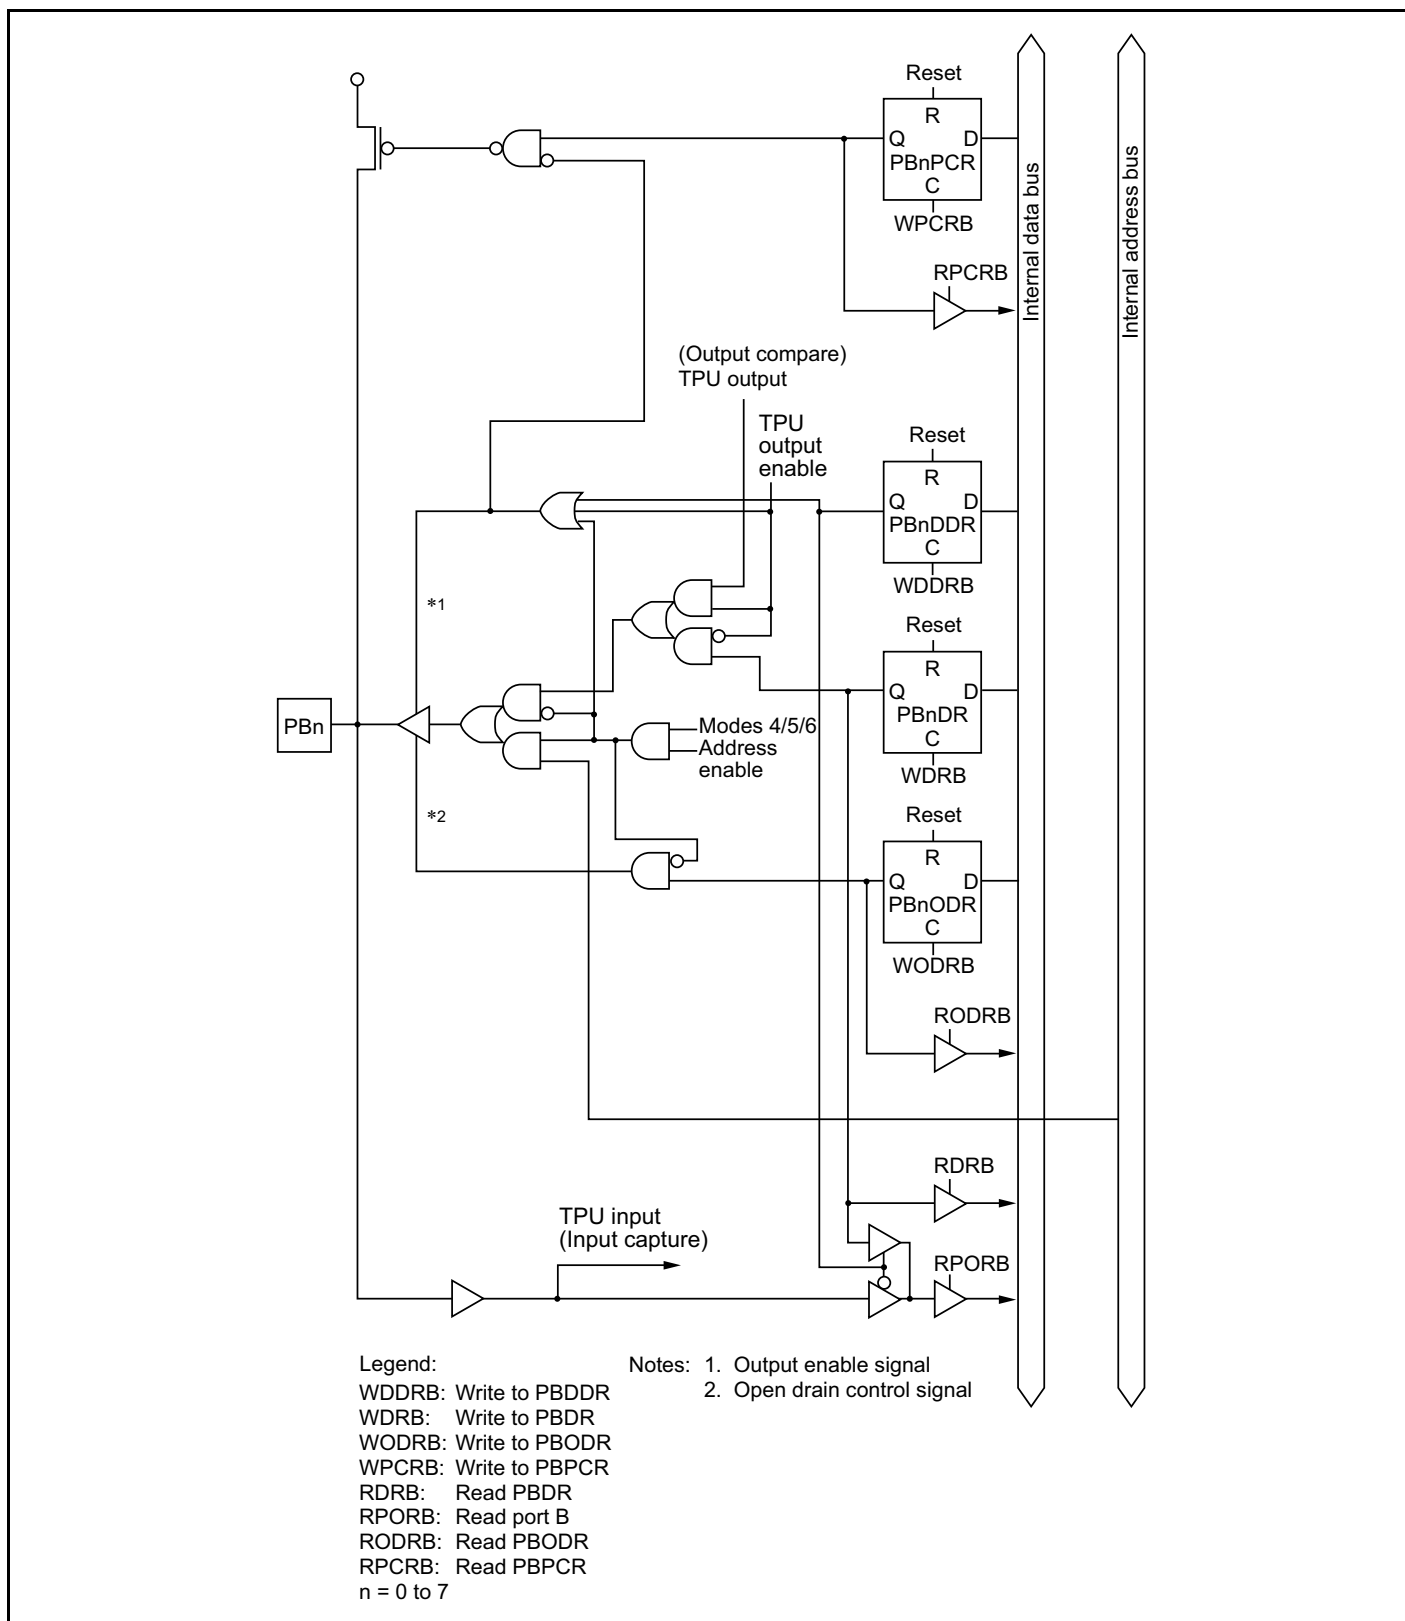 Reset
R
Q D
PBnPCR
C
WPCRB
RPCRB
Internal data bus
Internal address bus
(Output compare)
TPU output
TPU
output
enable
Reset
R
Q D
PBnDDR
C
WDDRB
*1
Reset
R
Q D
PBnDR
C
WDRB
PBn
Modes 4/5/6
Address
enable
*2
Reset
R
Q D
PBnODR
C
WODRB
RODRB
RDRB
TPU input
(Input capture)
RPORB
Legend:
WDDRB: Write to PBDDR
WDRB: Write to PBDR
WODRB: Write to PBODR
WPCRB: Write to PBPCR
RDRB: Read PBDR
RPORB: Read port B
RODRB: Read PBODR
RPCRB: Read PBPCR
n = 0 to 7
Notes: 1. Output enable signal
2. Open drain control signal